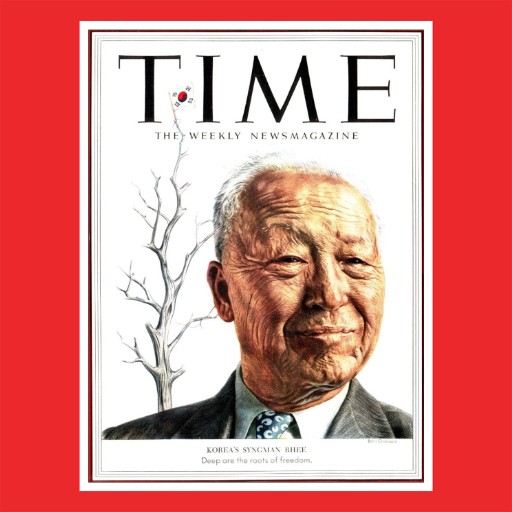 TIME
THE WEEKLY NEWSMAGAZINE
KOREA'S SYNGMAN RHEE
Deep are the roots of freedom.